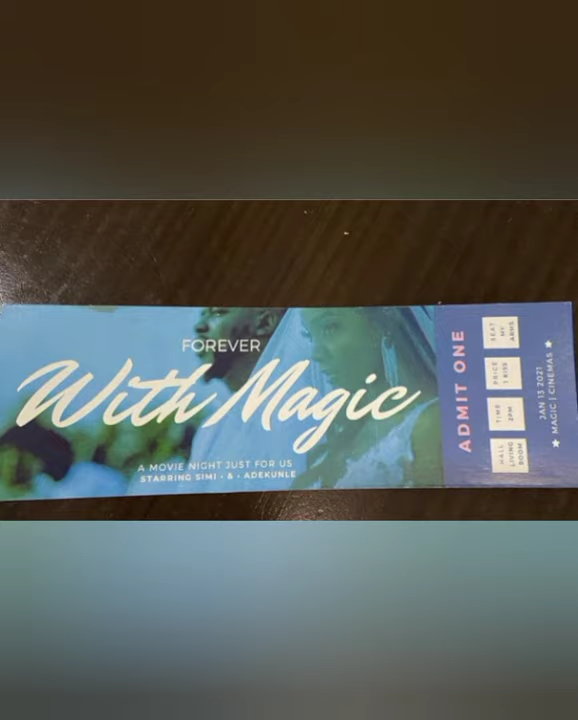 FOREVER
With Magic
A MOVIE NIGHT JUST FOR US
STARRING SIMI • & • ADEKUNLE
ADMIT ONE
HALL
LIVING
ROOM
TIME
2PM
PRICE
1 KISS
SEAT
MY
ARMS
JAN 13 2021
★ MAGIC | CINEMAS ★